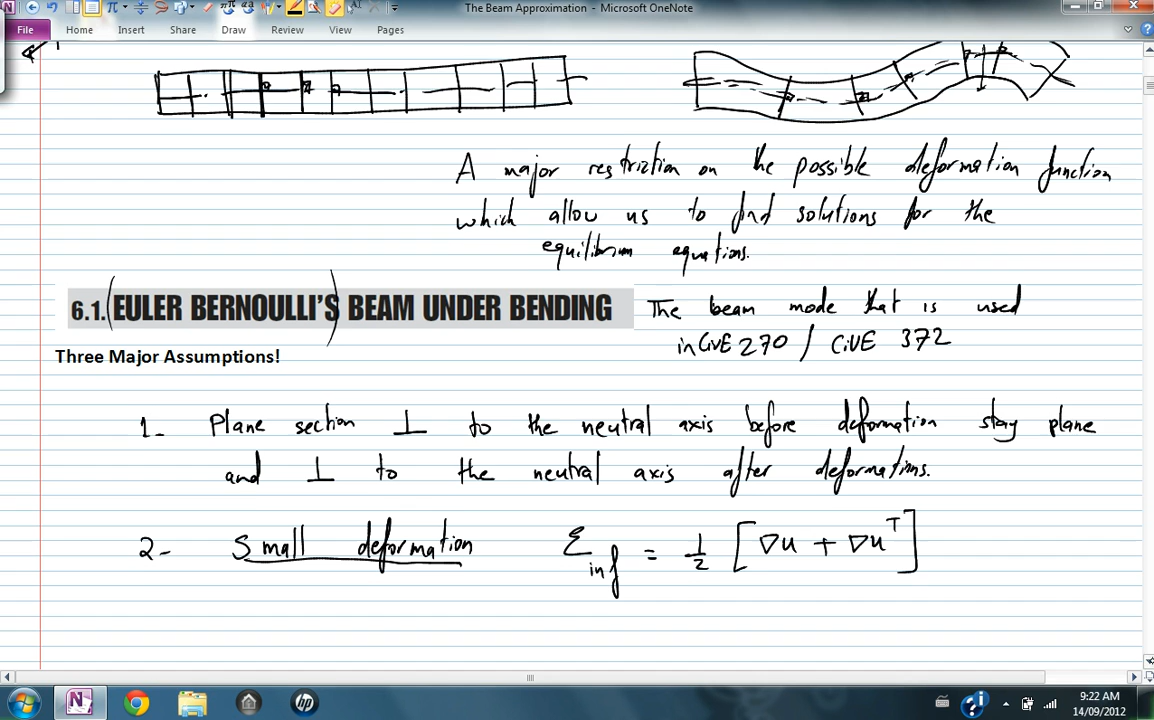 The Beam Approximation - Microsoft OneNote
File Home Insert Share Draw Review View Pages
A major restriction on the possible deformation function
which allow us to find solutions for the
equilibrium equations.
6.1. (EULER BERNOULLI'S) BEAM UNDER BENDING
The beam mode that is used
in CivE 270 / CivE 372
Three Major Assumptions!
1- Plane section ⊥ to the neutral axis before deformation stay plane
and ⊥ to the neutral axis after deformations.
2- Small deformation ε_inf = 1/2 [∇u + ∇u^T]
9:22 AM
14/09/2012